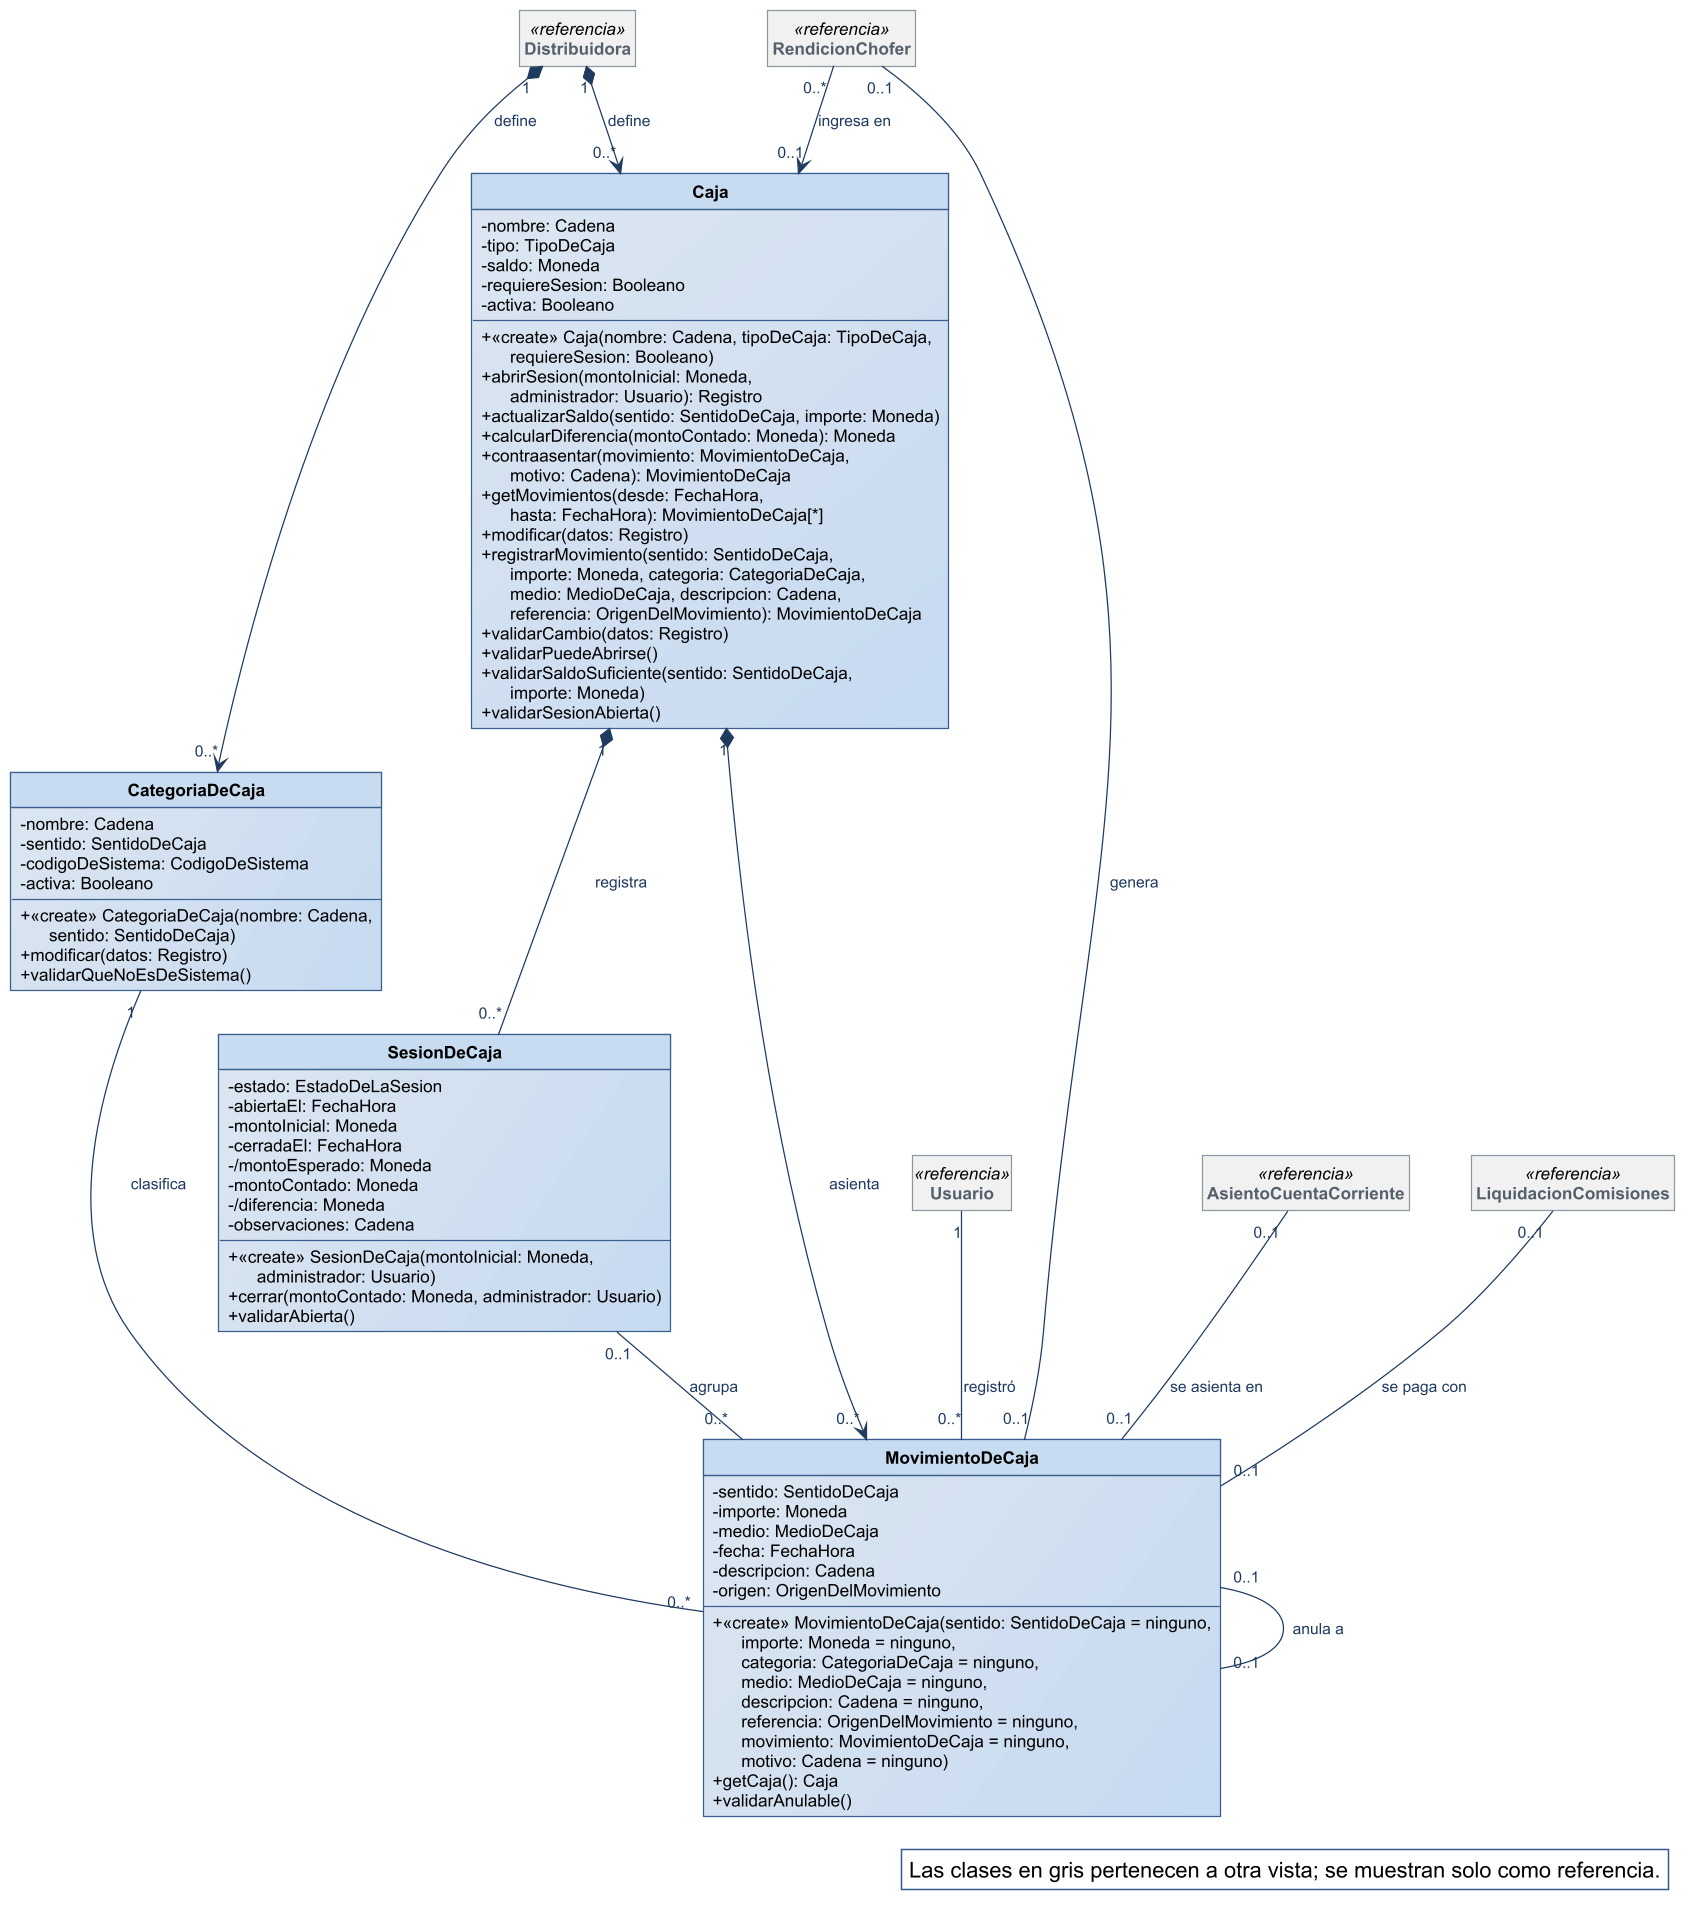 «referencia»
Distribuidora
«referencia»
RendicionChofer
1
1
0..*
0..1
define
define
ingresa en
0..*
0..1
Caja
-nombre: Cadena
-tipo: TipoDeCaja
-saldo: Moneda
-requiereSesion: Booleano
-activa: Booleano
+«create» Caja(nombre: Cadena, tipoDeCaja: TipoDeCaja,
requiereSesion: Booleano)
+abrirSesion(montoInicial: Moneda,
administrador: Usuario): Registro
+actualizarSaldo(sentido: SentidoDeCaja, importe: Moneda)
+calcularDiferencia(montoContado: Moneda): Moneda
+contraasentar(movimiento: MovimientoDeCaja,
motivo: Cadena): MovimientoDeCaja
+getMovimientos(desde: FechaHora,
hasta: FechaHora): MovimientoDeCaja[*]
+modificar(datos: Registro)
+registrarMovimiento(sentido: SentidoDeCaja,
importe: Moneda, categoria: CategoriaDeCaja,
medio: MedioDeCaja, descripcion: Cadena,
referencia: OrigenDelMovimiento): MovimientoDeCaja
+validarCambio(datos: Registro)
+validarPuedeAbrirse()
+validarSaldoSuficiente(sentido: SentidoDeCaja,
importe: Moneda)
+validarSesionAbierta()
0..*
1
1
CategoriaDeCaja
-nombre: Cadena
-sentido: SentidoDeCaja
-codigoDeSistema: CodigoDeSistema
-activa: Booleano
+«create» CategoriaDeCaja(nombre: Cadena,
sentido: SentidoDeCaja)
+modificar(datos: Registro)
+validarQueNoEsDeSistema()
registra
genera
1
0..*
SesionDeCaja
-estado: EstadoDeLaSesion
-abiertaEl: FechaHora
-montoInicial: Moneda
-cerradaEl: FechaHora
-/montoEsperado: Moneda
-montoContado: Moneda
-/diferencia: Moneda
-observaciones: Cadena
+«create» SesionDeCaja(montoInicial: Moneda,
administrador: Usuario)
+cerrar(montoContado: Moneda, administrador: Usuario)
+validarAbierta()
clasifica
asienta
«referencia»
Usuario
«referencia»
AsientoCuentaCorriente
«referencia»
LiquidacionComisiones
1
0..1
0..1
0..1
agrupa
registró
se asienta en
se paga con
0..*
0..*
0..*
0..1
0..1
0..1
MovimientoDeCaja
-sentido: SentidoDeCaja
-importe: Moneda
-medio: MedioDeCaja
-fecha: FechaHora
-descripcion: Cadena
-origen: OrigenDelMovimiento
+«create» MovimientoDeCaja(sentido: SentidoDeCaja = ninguno,
importe: Moneda = ninguno,
categoria: CategoriaDeCaja = ninguno,
medio: MedioDeCaja = ninguno,
descripcion: Cadena = ninguno,
referencia: OrigenDelMovimiento = ninguno,
movimiento: MovimientoDeCaja = ninguno,
motivo: Cadena = ninguno)
+getCaja(): Caja
+validarAnulable()
0..*
0..1
anula a
0..1
Las clases en gris pertenecen a otra vista; se muestran solo como referencia.